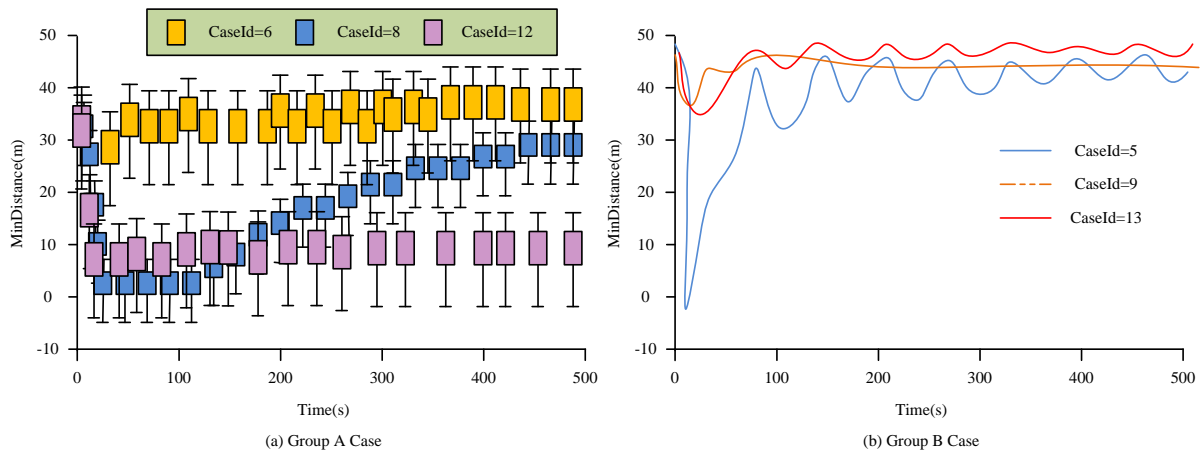 CaseId=6 CaseId=8 CaseId=12
50
40
30
20
10
0
-10
MinDistance(m)
0 100 200 300 400 500
Time(s)
(a) Group A Case
50
40
30
20
10
0
-10
MinDistance(m)
CaseId=5
CaseId=9
CaseId=13
0 100 200 300 400 500
Time(s)
(b) Group B Case